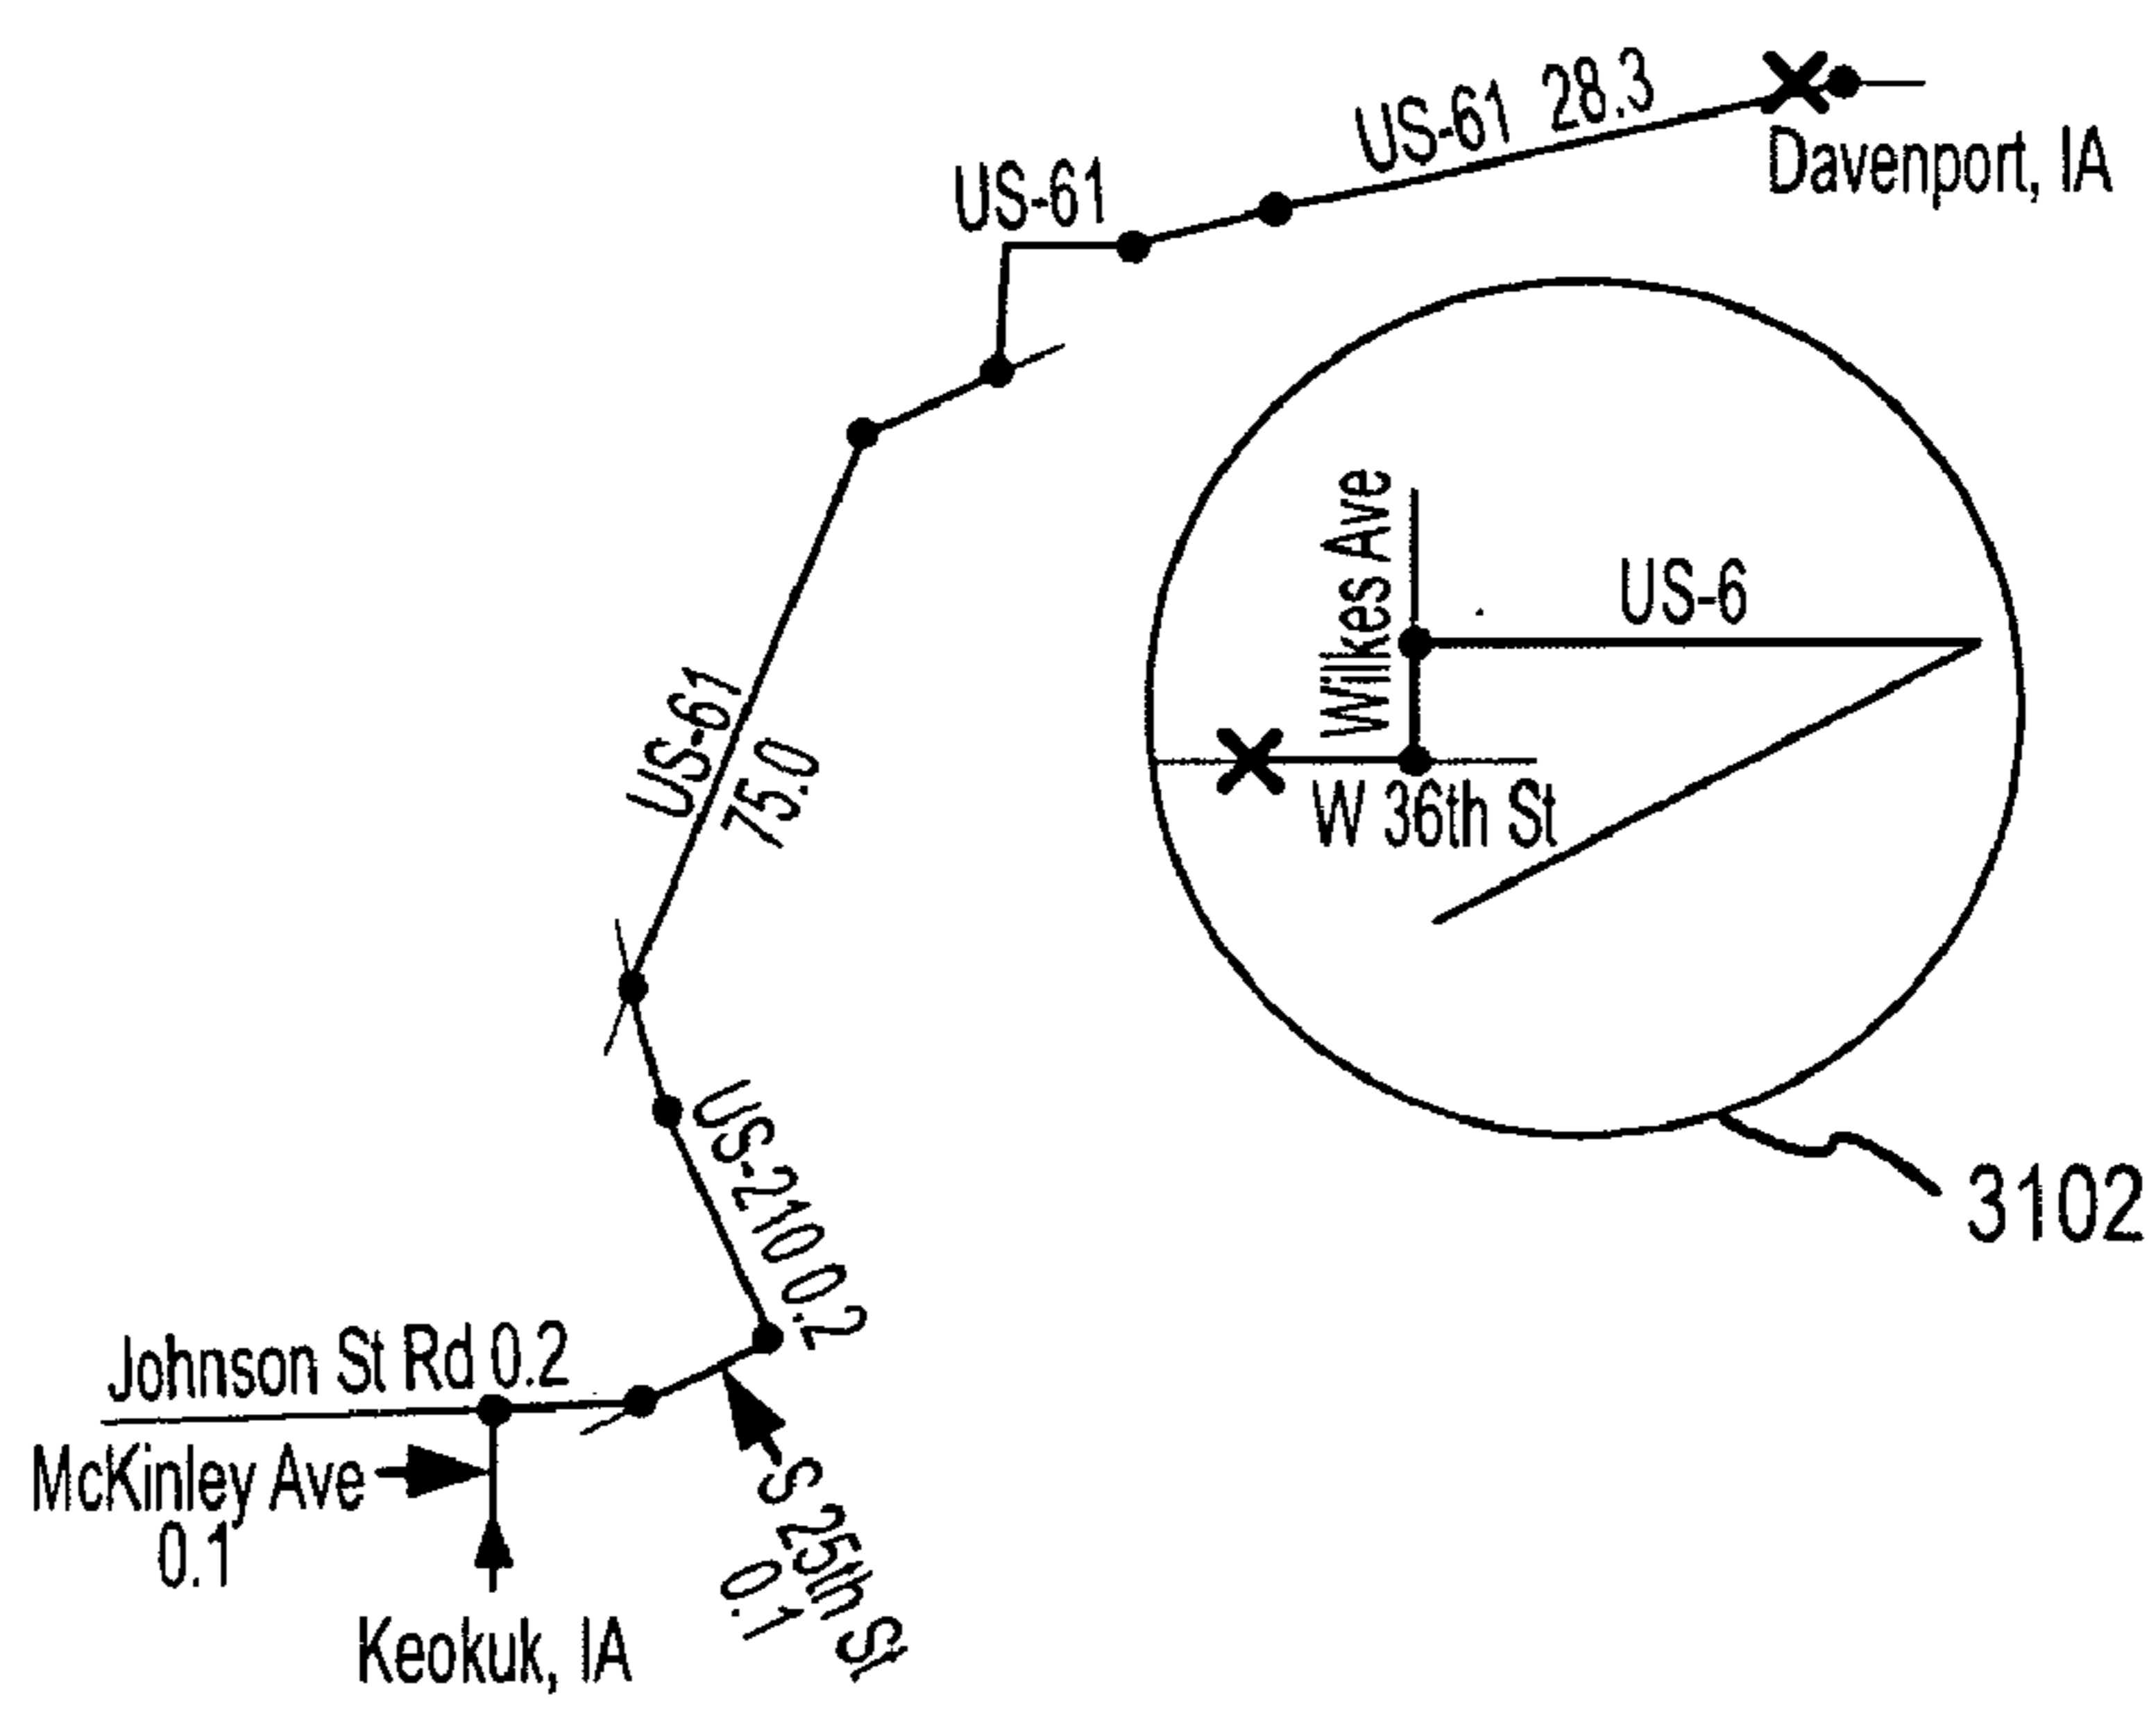 US-61 28.3
Davenport, IA
US-61
Wilkes Ave
US-6
W 36th St
US-61
75.0
3102
US-210 0.2
Johnson St Rd 0.2
McKinley Ave
0.1
S 25th St
0.1
Keokuk, IA